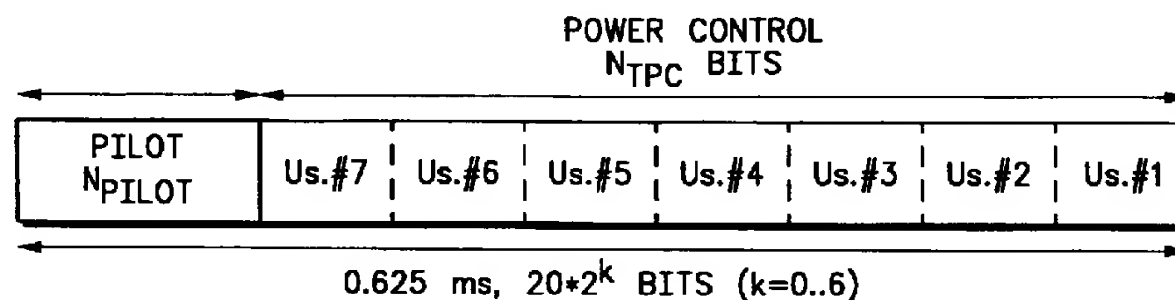 POWER CONTROL
NTPC BITS
PILOT
NPILOT
Us.#7 Us.#6 Us.#5 Us.#4 Us.#3 Us.#2 Us.#1
0.625 ms, 20*2k BITS (k=0..6)